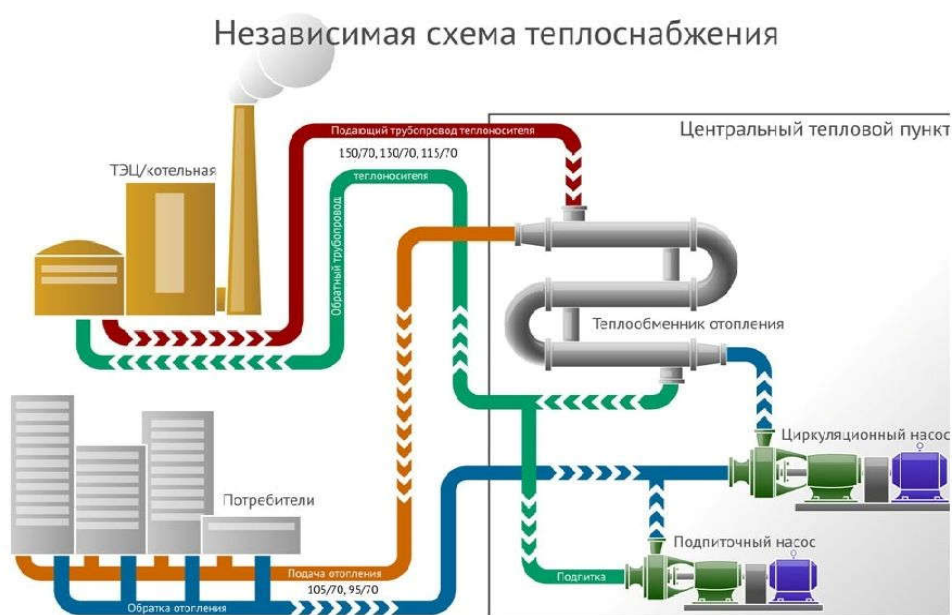 Независимая схема теплоснабжения
Подающий трубопровод теплоносителя
150/70, 130/70, 115/70
Центральный тепловой пункт
ТЭЦ/котельная
Обратный трубопровод
теплоносителя
Теплообменник отопления
Циркуляционный насос
Потребители
Подпиточный насос
Подача отопления
105/70, 95/70
Подпитка
Обратка отопления